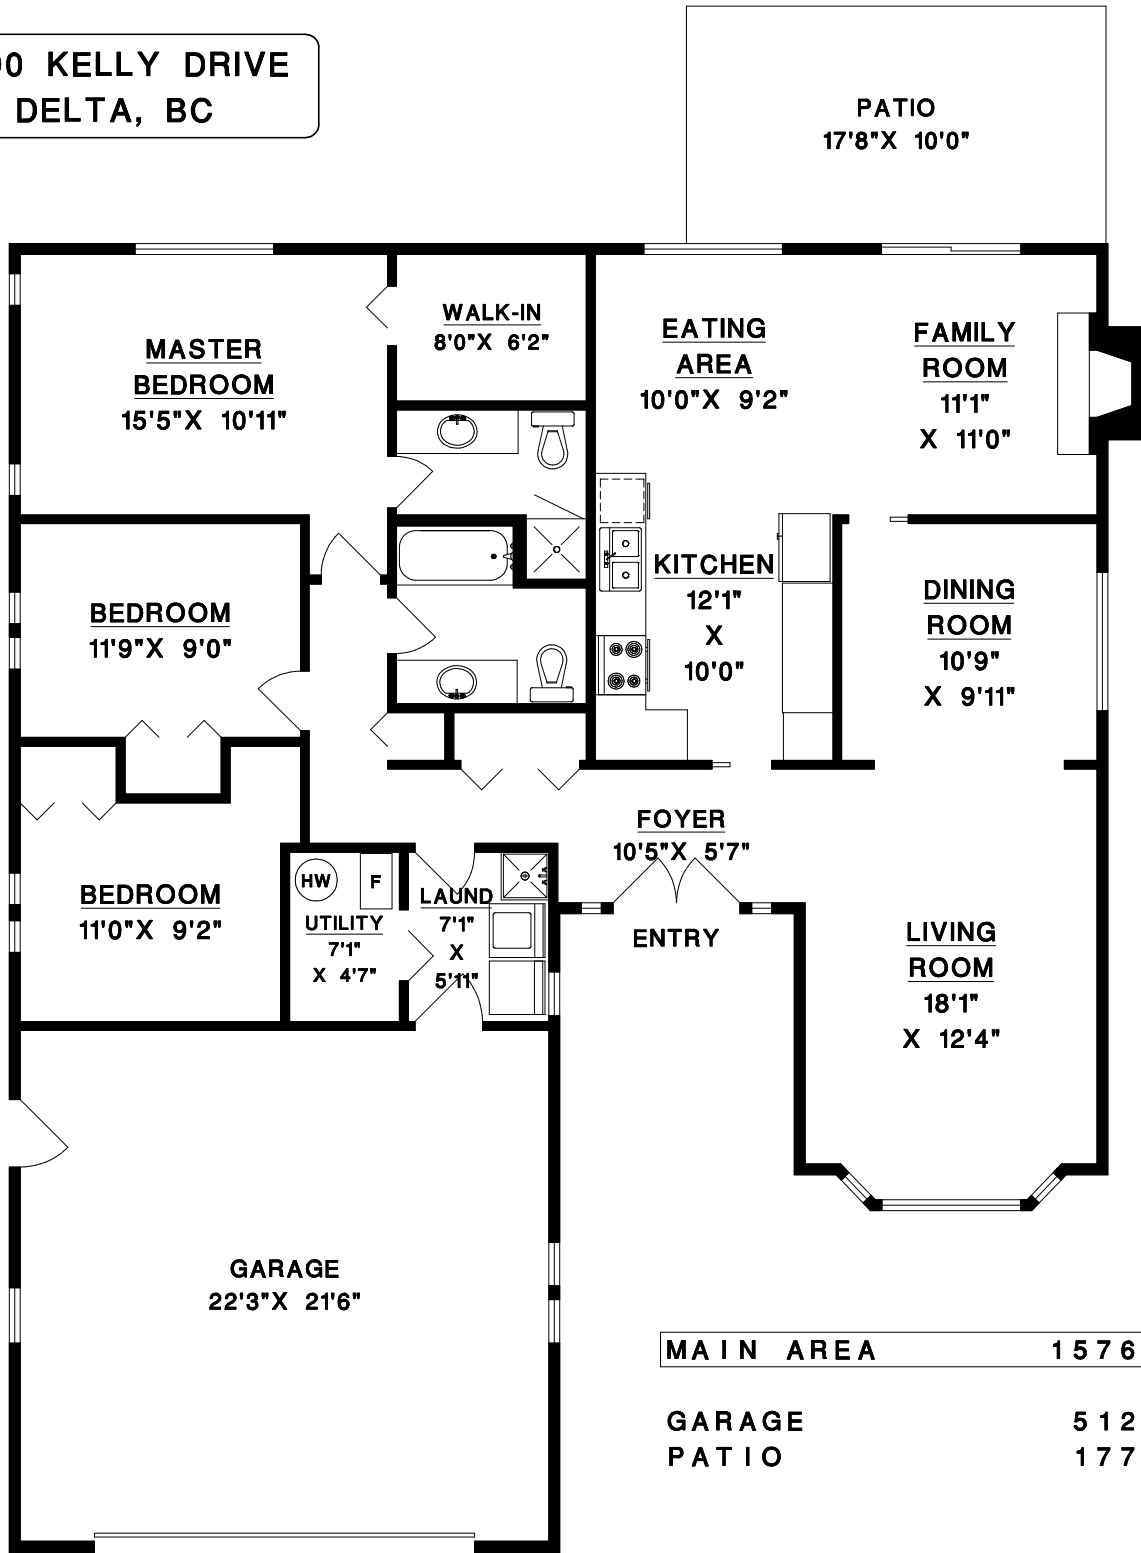 KELLY DRIVE
DELTA, BC
PATIO
17'8"X 10'0"
MASTER
BEDROOM
15'5"X 10'11"
WALK-IN
8'0"X 6'2"
EATING
AREA
10'0"X 9'2"
FAMILY
ROOM
11'1"
X 11'0"
BEDROOM
11'9"X 9'0"
KITCHEN
12'1"
X
10'0"
DINING
ROOM
10'9"
X 9'11"
FOYER
10'5"X 5'7"
BEDROOM
11'0"X 9'2"
HW
F
UTILITY
7'1"
X 4'7"
LAUND
7'1"
X
5'11"
ENTRY
LIVING
ROOM
18'1"
X 12'4"
GARAGE
22'3"X 21'6"
MAIN AREA 1576
GARAGE 512
PATIO 177